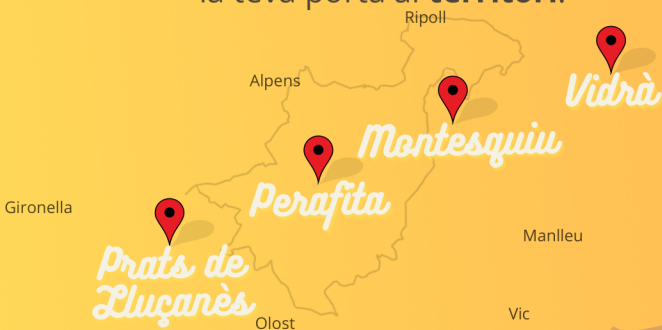 la teva porta al territori.
Ripoll
Alpens
Vidrà
Montesquiu
Perafita
Gironella
Manlleu
Prats de
Lluçanès
Olost
Vic